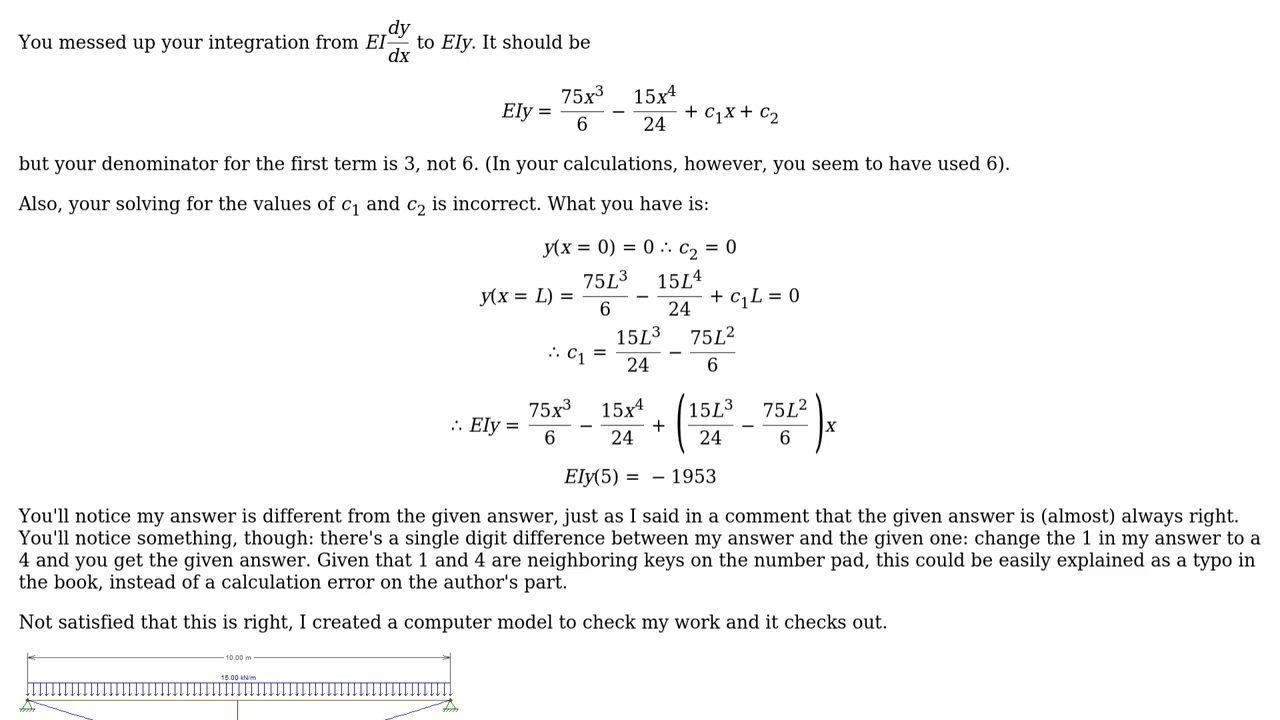 You messed up your integration from EI dy/dx to EIy. It should be
EIy = 75x³/6 − 15x⁴/24 + c₁x + c₂
but your denominator for the first term is 3, not 6. (In your calculations, however, you seem to have used 6).
Also, your solving for the values of c₁ and c₂ is incorrect. What you have is:
y(x = 0) = 0 ∴ c₂ = 0
y(x = L) = 75L³/6 − 15L⁴/24 + c₁L = 0
∴ c₁ = 15L³/24 − 75L²/6
∴ EIy = 75x³/6 − 15x⁴/24 + (15L³/24 − 75L²/6)x
EIy(5) = − 1953
You'll notice my answer is different from the given answer, just as I said in a comment that the given answer is (almost) always right.
You'll notice something, though: there's a single digit difference between my answer and the given one: change the 1 in my answer to a
4 and you get the given answer. Given that 1 and 4 are neighboring keys on the number pad, this could be easily explained as a typo in
the book, instead of a calculation error on the author's part.
Not satisfied that this is right, I created a computer model to check my work and it checks out.
10.00 m
15.00 kN/m